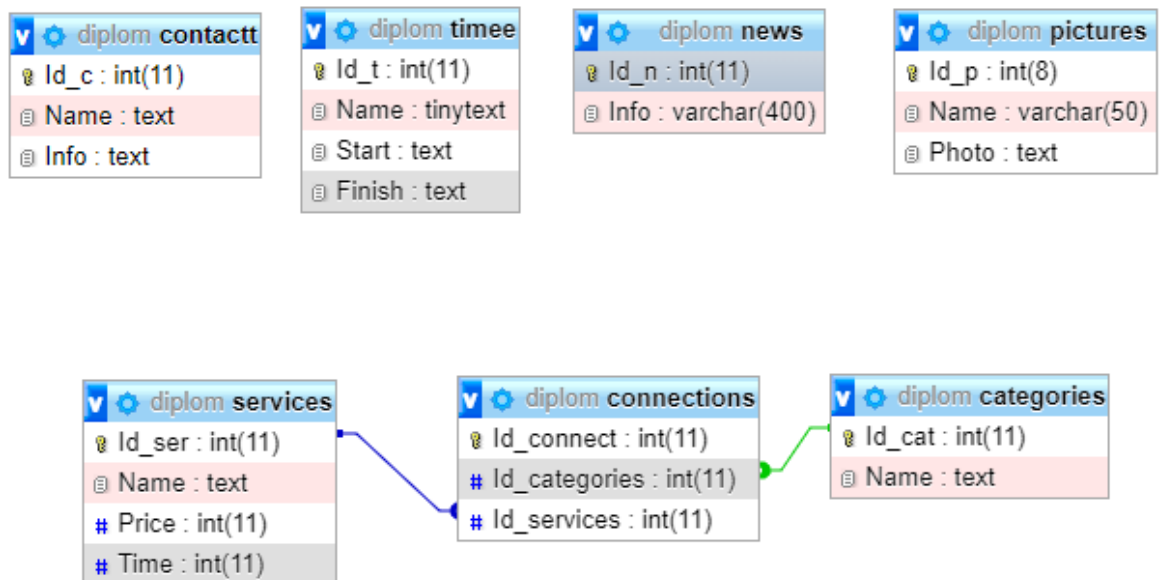 diplom contactt
Id_c : int(11)
Name : text
Info : text
diplom timee
Id_t : int(11)
Name : tinytext
Start : text
Finish : text
diplom news
Id_n : int(11)
Info : varchar(400)
diplom pictures
Id_p : int(8)
Name : varchar(50)
Photo : text
diplom services
Id_ser : int(11)
Name : text
# Price : int(11)
# Time : int(11)
diplom connections
Id_connect : int(11)
# Id_categories : int(11)
# Id_services : int(11)
diplom categories
Id_cat : int(11)
Name : text